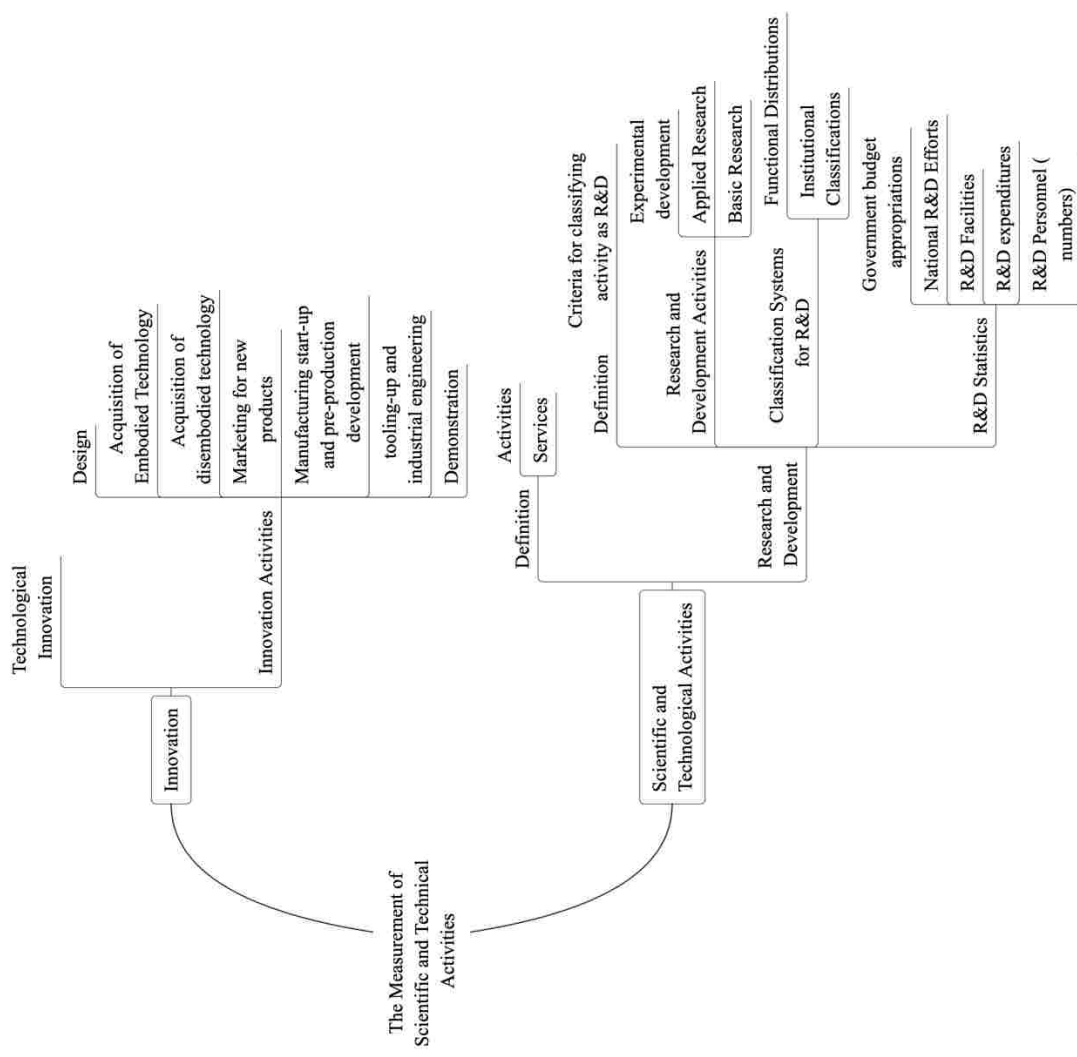 The Measurement of
Scientific and Technical
Activities
Innovation
Technological
Innovation
Innovation Activities
Design
Acquisition of
Embodied Technology
Acquisition of
disembodied technology
Marketing for new
products
Manufacturing start-up
and pre-production
development
tooling-up and
industrial engineering
Demonstration
Scientific and
Technological Activities
Definition
Activities
Services
Research and
Development
Definition
Criteria for classifying
activity as R&D
Research and
Development Activities
Experimental
development
Applied Research
Basic Research
Classification Systems
for R&D
Functional Distributions
Institutional
Classifications
R&D Statistics
Government budget
appropriations
National R&D Efforts
R&D Facilities
R&D expenditures
R&D Personnel (
numbers)